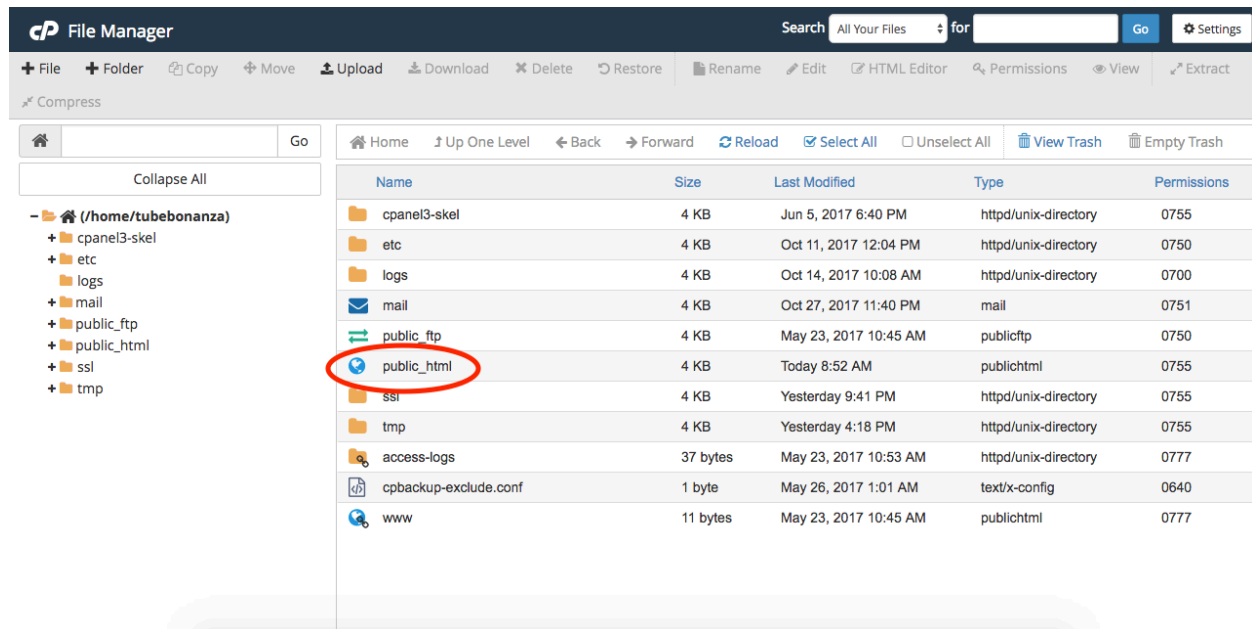 cP File Manager Search All Your Files for Go Settings
File Folder Copy Move Upload Download Delete Restore Rename Edit HTML Editor Permissions View Extract
Compress
Go
Collapse All
(/home/tubebonanza)
cpanel3-skel
etc
logs
mail
public_ftp
public_html
ssl
tmp
Home Up One Level Back Forward Reload Select All Unselect All View Trash Empty Trash
Name Size Last Modified Type Permissions
cpanel3-skel 4 KB Jun 5, 2017 6:40 PM httpd/unix-directory 0755
etc 4 KB Oct 11, 2017 12:04 PM httpd/unix-directory 0750
logs 4 KB Oct 14, 2017 10:08 AM httpd/unix-directory 0700
mail 4 KB Oct 27, 2017 11:40 PM mail 0751
public_ftp 4 KB May 23, 2017 10:45 AM publicftp 0750
public_html 4 KB Today 8:52 AM publichtml 0755
ssl 4 KB Yesterday 9:41 PM httpd/unix-directory 0755
tmp 4 KB Yesterday 4:18 PM httpd/unix-directory 0755
access-logs 37 bytes May 23, 2017 10:53 AM httpd/unix-directory 0777
cpbackup-exclude.conf 1 byte May 26, 2017 1:01 AM text/x-config 0640
www 11 bytes May 23, 2017 10:45 AM publichtml 0777